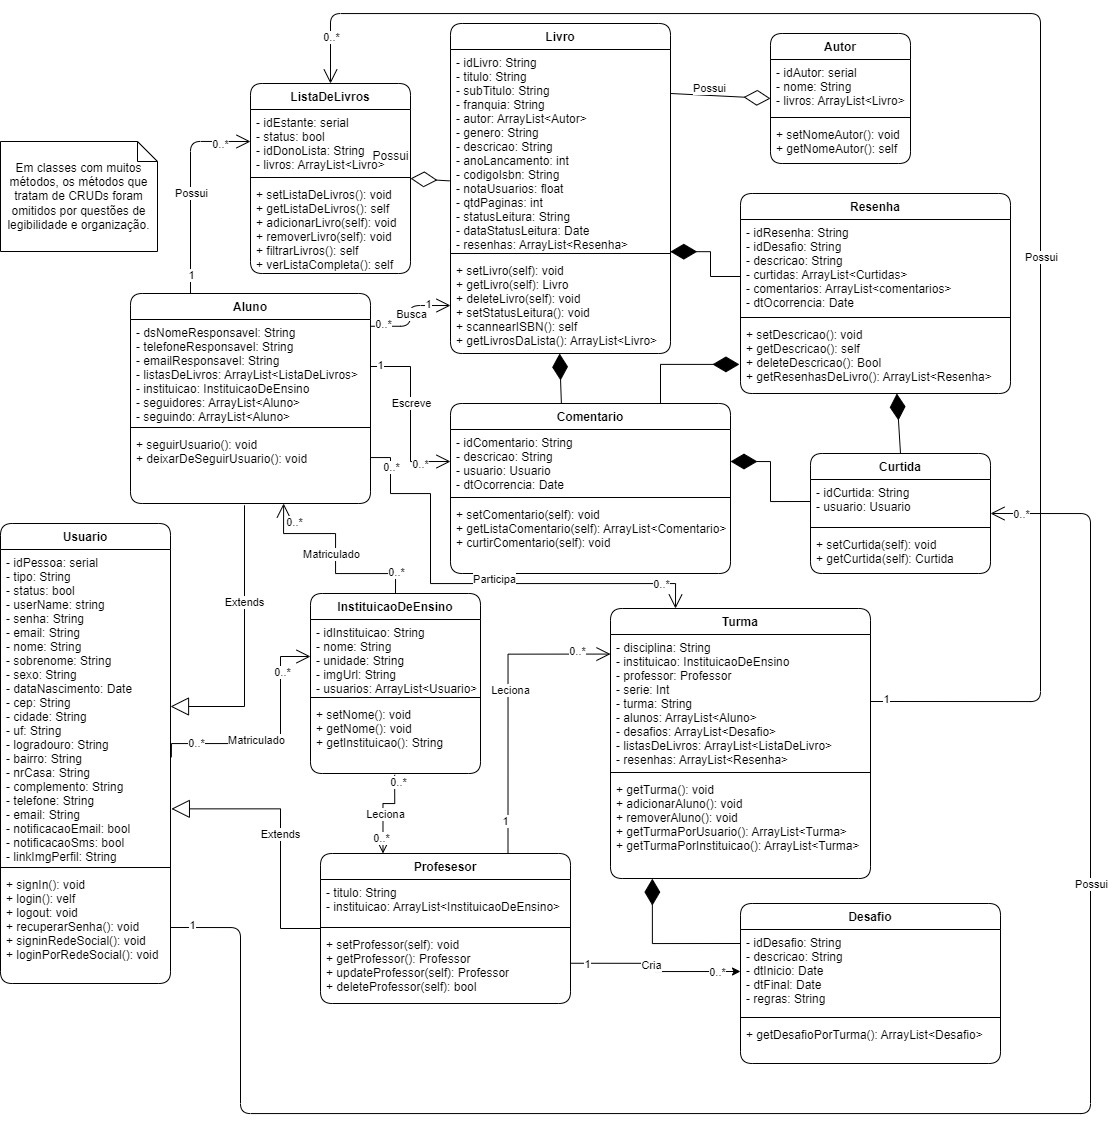 Em classes com muitos
métodos, os métodos que
tratam de CRUDs foram
omitidos por questões de
legibilidade e organização.
ListaDeLivros
- idEstante: serial
- status: bool
- idDonoLista: String
- livros: ArrayList<Livro>
+ setListaDeLivros(): void
+ getListaDeLivros(): self
+ adicionarLivro(self): void
+ removerLivro(self): void
+ filtrarLivros(): self
+ verListaCompleta(): self
Livro
- idLivro: String
- titulo: String
- subTitulo: String
- franquia: String
- autor: ArrayList<Autor>
- genero: String
- descricao: String
- anoLancamento: int
- codigoIsbn: String
- notaUsuarios: float
- qtdPaginas: int
- statusLeitura: String
- dataStatusLeitura: Date
- resenhas: ArrayList<Resenha>
+ setLivro(self): void
+ getLivro(self): Livro
+ deleteLivro(self): void
+ setStatusLeitura(): void
+ scannearISBN(): self
+ getLivrosDaLista(): ArrayList<Livro>
Autor
- idAutor: serial
- nome: String
- livros: ArrayList<Livro>
+ setNomeAutor(): void
+ getNomeAutor(): self
Resenha
- idResenha: String
- idDesafio: String
- descricao: String
- curtidas: ArrayList<Curtidas>
- comentarios: ArrayList<comentarios>
- dtOcorrencia: Date
+ setDescricao(): void
+ getDescricao(): self
+ deleteDescricao(): Bool
+ getResenhasDeLivro(): ArrayList<Resenha>
Aluno
- dsNomeResponsavel: String
- telefoneResponsavel: String
- emailResponsavel: String
- listasDeLivros: ArrayList<ListaDeLivros>
- instituicao: InstituicaoDeEnsino
- seguidores: ArrayList<Aluno>
- seguindo: ArrayList<Aluno>
+ seguirUsuario(): void
+ deixarDeSeguirUsuario(): void
Comentario
- idComentario: String
- descricao: String
- usuario: Usuario
- dtOcorrencia: Date
+ setComentario(self): void
+ getListaComentario(self): ArrayList<Comentario>
+ curtirComentario(self): void
Curtida
- idCurtida: String
- usuario: Usuario
+ setCurtida(self): void
+ getCurtida(self): Curtida
Usuario
- idPessoa: serial
- tipo: String
- status: bool
- userName: string
- senha: String
- email: String
- nome: String
- sobrenome: String
- sexo: String
- dataNascimento: Date
- cep: String
- cidade: String
- uf: String
- logradouro: String
- bairro: String
- nrCasa: String
- complemento: String
- telefone: String
- email: String
- notificacaoEmail: bool
- notificacaoSms: bool
- linkImgPerfil: String
+ signIn(): void
+ login(): velf
+ logout: void
+ recuperarSenha(): void
+ signinRedeSocial(): void
+ loginPorRedeSocial(): void
InstituicaoDeEnsino
- idInstituicao: String
- nome: String
- unidade: String
- imgUrl: String
- usuarios: ArrayList<Usuario>
+ setNome(): void
+ getNome(): void
+ getInstituicao(): String
Turma
- disciplina: String
- instituicao: InstituicaoDeEnsino
- professor: Professor
- serie: Int
- turma: String
- alunos: ArrayList<Aluno>
- desafios: ArrayList<Desafio>
- listasDeLivros: ArrayList<ListaDeLivro>
- resenhas: ArrayList<Resenha>
+ getTurma(): void
+ adicionarAluno(): void
+ removerAluno(): void
+ getTurmaPorUsuario(): ArrayList<Turma>
+ getTurmaPorInstituicao(): ArrayList<Turma>
Profesesor
- titulo: String
- instituicao: ArrayList<InstituicaoDeEnsino>
+ setProfessor(self): void
+ getProfessor(): Professor
+ updateProfessor(self): Professor
+ deleteProfessor(self): bool
Desafio
- idDesafio: String
- descricao: String
- dtInicio: Date
- dtFinal: Date
- regras: String
+ getDesafioPorTurma(): ArrayList<Desafio>
0..*
Possui
Possui
0..*
Possui
1
Possui
0..*
Busca
1
1
Escreve
0..*
0..*
Participa
0..*
0..*
Matriculado
0..*
Extends
0..*
Matriculado
0..*
Extends
0..*
Leciona
0..*
0..*
Leciona
1
1
0..*
1
Cria
0..*
1
Possui